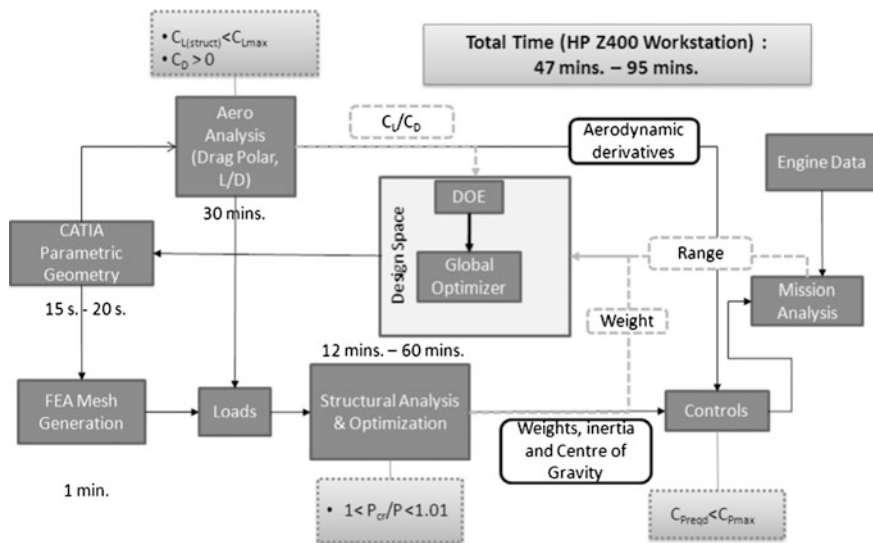 • C_L(struct)<C_Lmax
• C_D > 0
Total Time (HP Z400 Workstation) :
47 mins. – 95 mins.
Aero
Analysis
(Drag Polar,
L/D)
30 mins.
C_L/C_D
Aerodynamic
derivatives
Engine Data
CATIA
Parametric
Geometry
15 s. - 20 s.
Design Space
DOE
Global
Optimizer
Range
Mission
Analysis
Weight
12 mins. – 60 mins.
FEA Mesh
Generation
1 min.
Loads
Structural Analysis
& Optimization
Controls
Weights, inertia
and Centre of
Gravity
• 1< P_cr/P <1.01
C_Preqd<C_Pmax